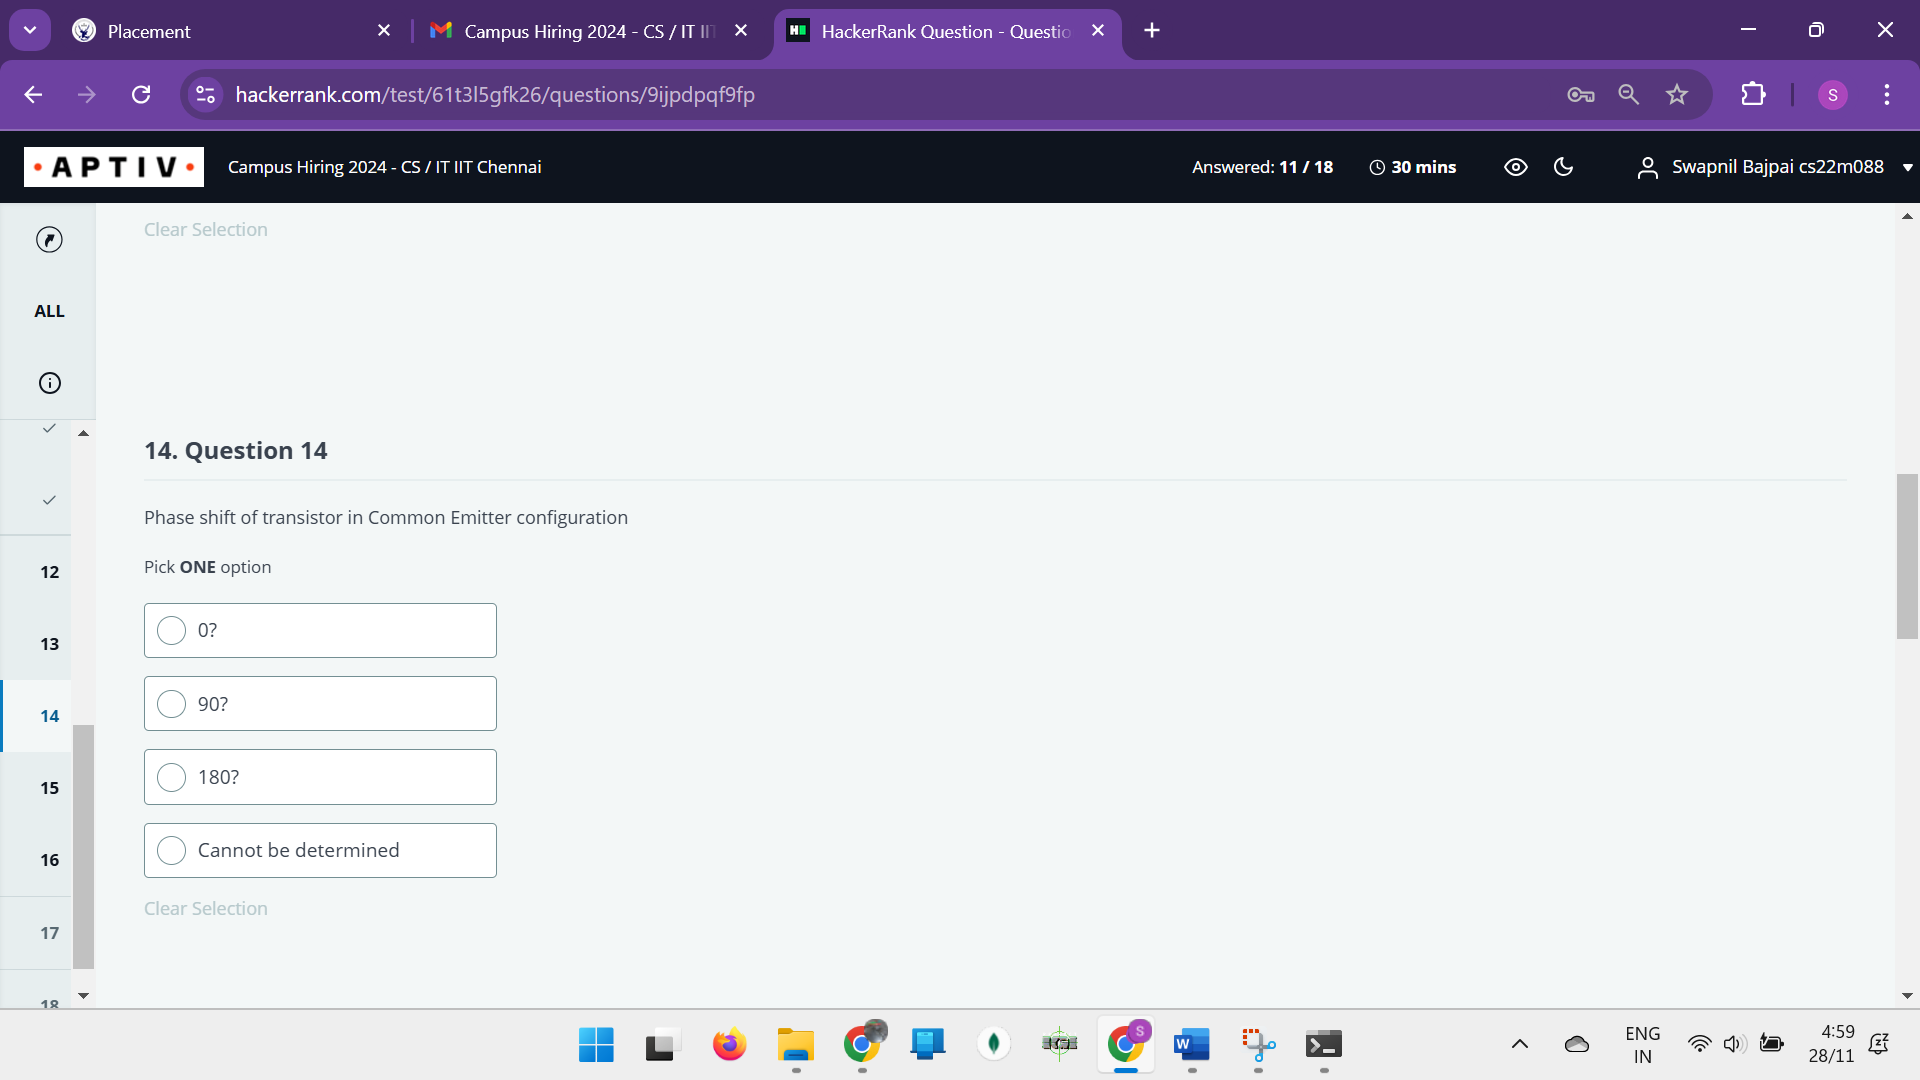 Placement
Campus Hiring 2024 - CS / IT II
HackerRank Question - Questio
hackerrank.com/test/61t3l5gfk26/questions/9ijpdpqf9fp
S
• APTIV •
Campus Hiring 2024 - CS / IT IIT Chennai
Answered: 11 / 18
30 mins
Swapnil Bajpai cs22m088
Clear Selection
ALL
14. Question 14
Phase shift of transistor in Common Emitter configuration
Pick ONE option
0?
90?
180?
Cannot be determined
Clear Selection
12
13
14
15
16
17
18
S
W
ENG
IN
4:59
28/11